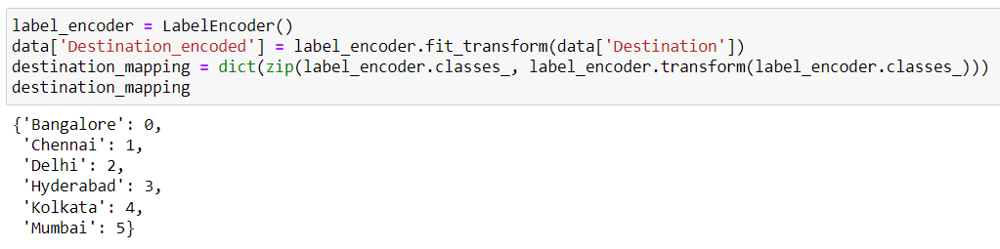 label_encoder = LabelEncoder()
data['Destination_encoded'] = label_encoder.fit_transform(data['Destination'])
destination_mapping = dict(zip(label_encoder.classes_, label_encoder.transform(label_encoder.classes_)))
destination_mapping
{'Bangalore': 0,
 'Chennai': 1,
 'Delhi': 2,
 'Hyderabad': 3,
 'Kolkata': 4,
 'Mumbai': 5}